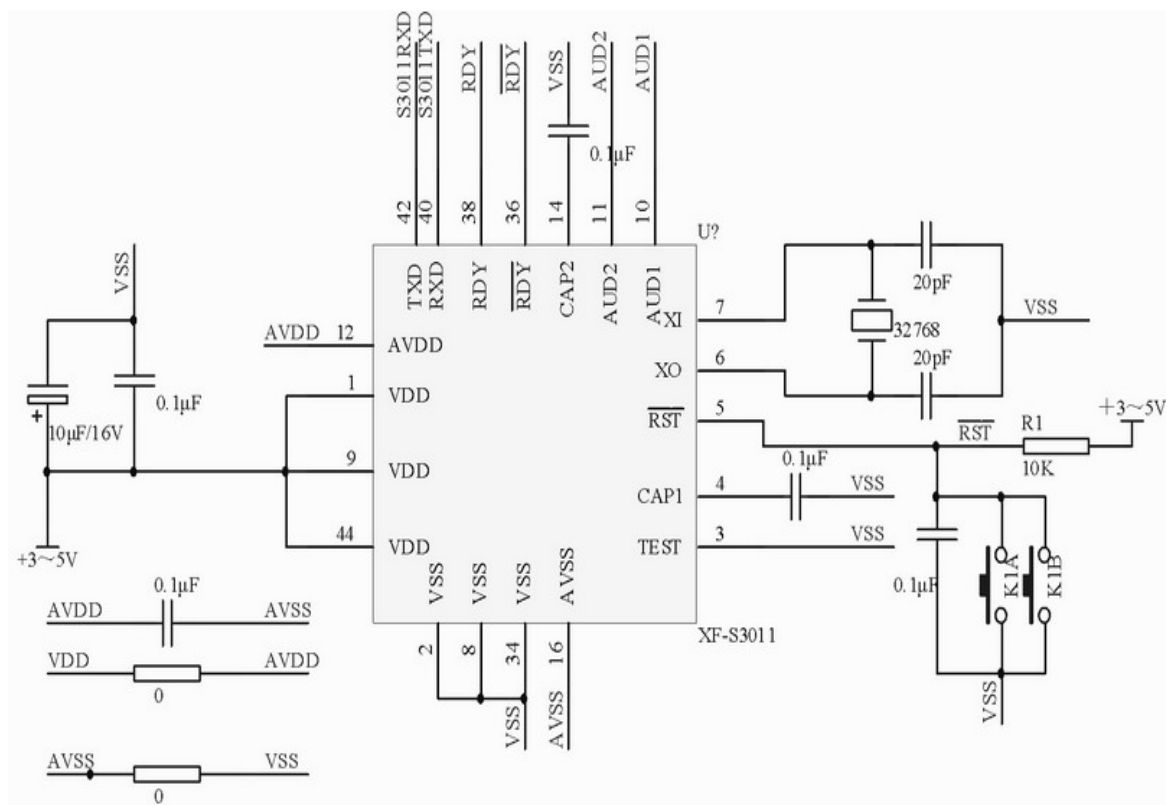 S3011RXD
S3011TXD
RDY
RDY
VSS
AUD2
AUD1
0.1μF
42
40
38
36
14
11
10
U?
TXD
RXD
RDY
RDY
CAP2
AUD2
AUD1
VSS
0.1μF
10μF/16V
+
+3～5V
AVDD 12 AVDD
1 VDD
9 VDD
44 VDD
XI 7
XO 6
RST 5
CAP1 4
TEST 3
20pF
32768
20pF
VSS
RST
R1
10K
+3～5V
0.1μF
VSS
VSS
0.1μF
K1A
K1B
VSS
VSS
VSS
VSS
AVSS
2
8
34
16
VSS
AVSS
XF-S3011
0.1μF
AVDD AVSS
VDD AVDD
0
AVSS VSS
0